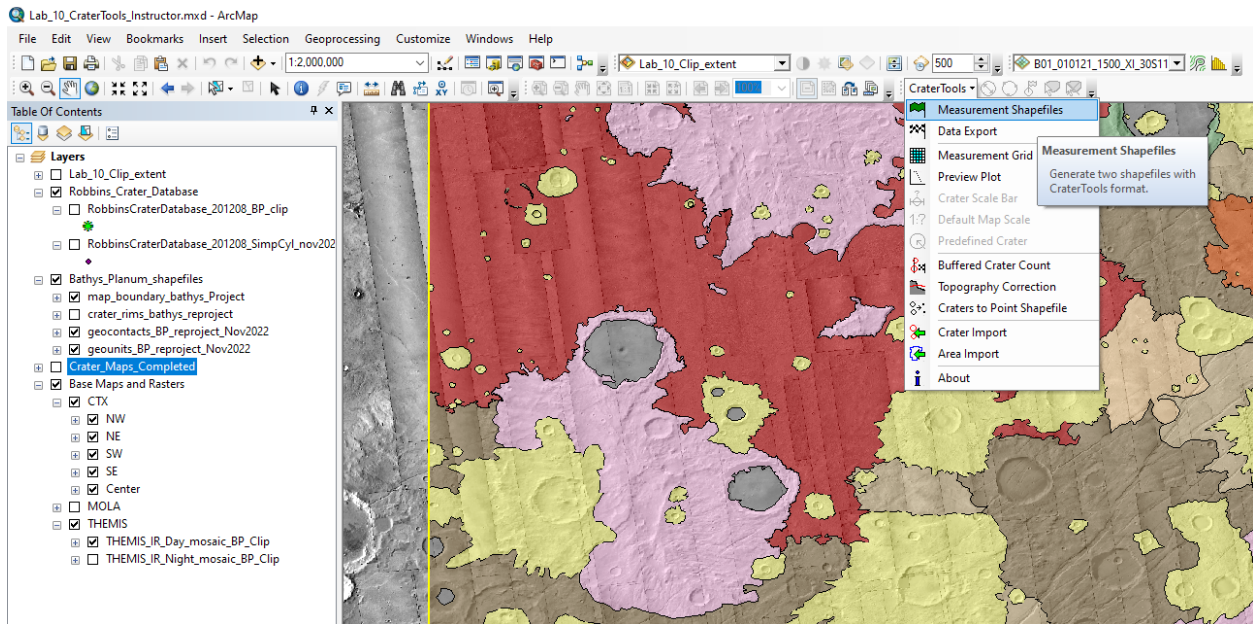 Lab_10_CraterTools_Instructor.mxd - ArcMap
File Edit View Bookmarks Insert Selection Geoprocessing Customize Windows Help
1:2,000,000 Lab_10_Clip_extent 500 B01_010121_1500_XI_30S11
100% CraterTools
Table Of Contents
Layers
Lab_10_Clip_extent
Robbins_Crater_Database
RobbinsCraterDatabase_201208_BP_clip
RobbinsCraterDatabase_201208_SimpCyl_nov202
Bathys_Planum_shapefiles
map_boundary_bathys_Project
crater_rims_bathys_reproject
geocontacts_BP_reproject_Nov2022
geounits_BP_reproject_Nov2022
Crater_Maps_Completed
Base Maps and Rasters
CTX
NW
NE
SW
SE
Center
MOLA
THEMIS
THEMIS_IR_Day_mosaic_BP_Clip
THEMIS_IR_Night_mosaic_BP_Clip
Measurement Shapefiles
Data Export
Measurement Grid
Preview Plot
Crater Scale Bar
1:? Default Map Scale
Predefined Crater
Buffered Crater Count
Topography Correction
Craters to Point Shapefile
Crater Import
Area Import
About
Measurement Shapefiles
Generate two shapefiles with
CraterTools format.